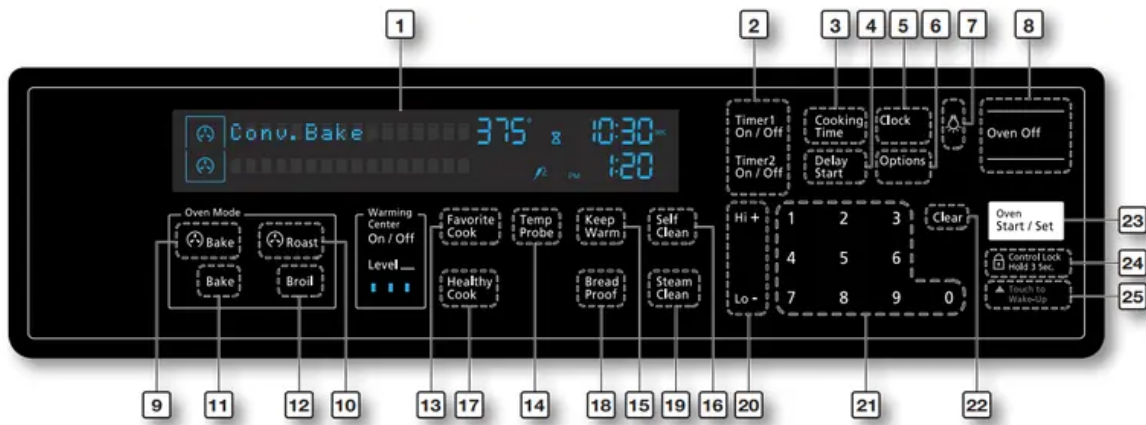 1
2
3
4
5
6
7
8
Conv.Bake 375° 10:30
PM 1:20
Timer1
On / Off
Timer2
On / Off
Cooking
Time
Clock
Delay
Start
Options
Oven Off
Oven Mode
Bake
Roast
Bake
Broil
Warming
Center
On / Off
Level
Favorite
Cook
Temp
Probe
Keep
Warm
Self
Clean
Healthy
Cook
Bread
Proof
Steam
Clean
Hi +
Lo -
1 2 3
4 5 6
7 8 9 0
Clear
Oven
Start / Set
Control Lock
Hold 3 Sec.
Touch to
Wake-Up
23
24
25
9
11
12
10
13
17
14
18
15
19
16
20
21
22